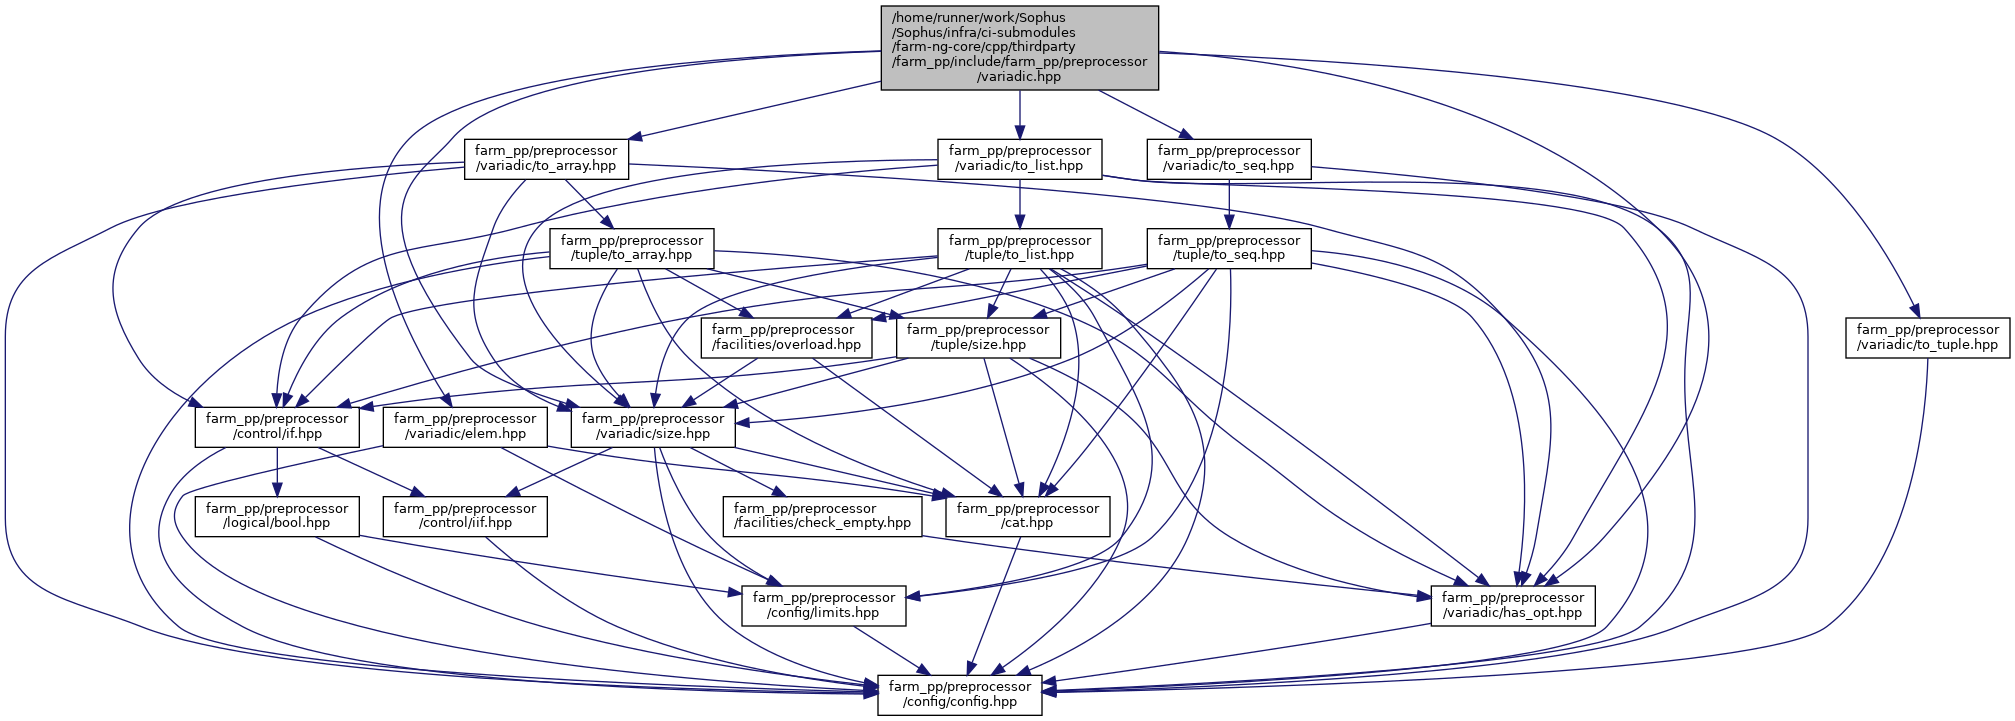 /home/runner/work/Sophus
/Sophus/infra/ci-submodules
/farm-ng-core/cpp/thirdparty
/farm_pp/include/farm_pp/preprocessor
/variadic.hpp
farm_pp/preprocessor
/variadic/to_array.hpp
farm_pp/preprocessor
/variadic/to_list.hpp
farm_pp/preprocessor
/variadic/to_seq.hpp
farm_pp/preprocessor
/tuple/to_array.hpp
farm_pp/preprocessor
/tuple/to_list.hpp
farm_pp/preprocessor
/tuple/to_seq.hpp
farm_pp/preprocessor
/facilities/overload.hpp
farm_pp/preprocessor
/tuple/size.hpp
farm_pp/preprocessor
/variadic/to_tuple.hpp
farm_pp/preprocessor
/control/if.hpp
farm_pp/preprocessor
/variadic/elem.hpp
farm_pp/preprocessor
/variadic/size.hpp
farm_pp/preprocessor
/logical/bool.hpp
farm_pp/preprocessor
/control/iif.hpp
farm_pp/preprocessor
/facilities/check_empty.hpp
farm_pp/preprocessor
/cat.hpp
farm_pp/preprocessor
/config/limits.hpp
farm_pp/preprocessor
/variadic/has_opt.hpp
farm_pp/preprocessor
/config/config.hpp